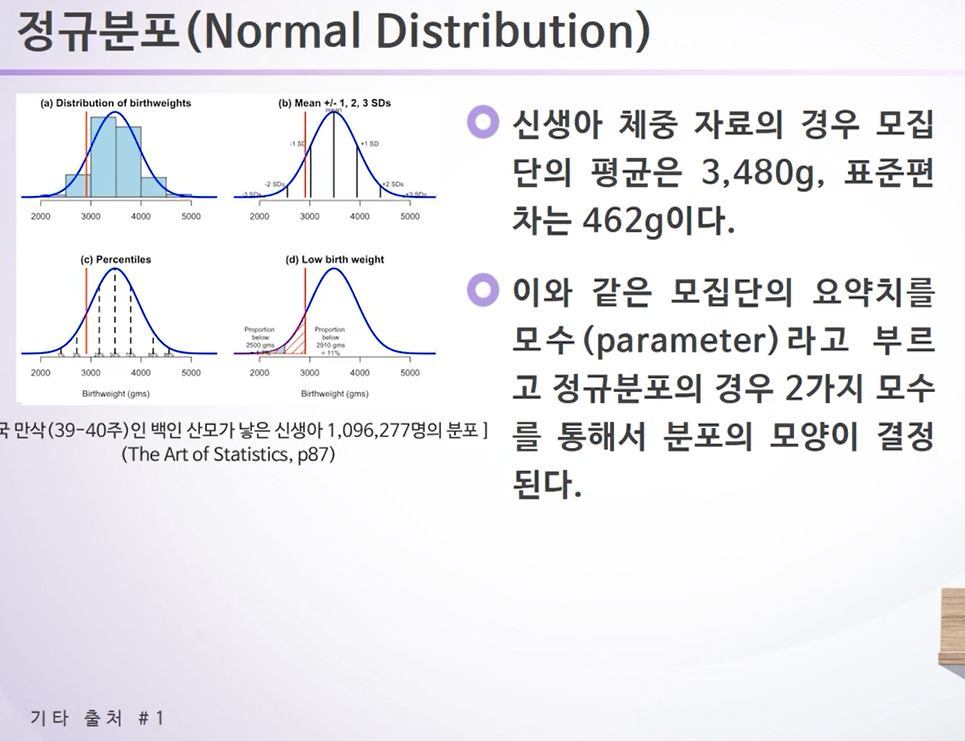 정규분포(Normal Distribution)
(a) Distribution of birthweights
2000 3000 4000 5000
(b) Mean +/- 1, 2, 3 SDs
mean
-1 SD +1 SD
-2 SDs +2 SDs
-3 SDs +3 SDs
2000 3000 4000 5000
(c) Percentiles
2000 3000 4000 5000
Birthweight (gms)
(d) Low birth weight
Proportion
below
2500 gms
Proportion
below
2910 gms
= 11%
2000 3000 4000 5000
Birthweight (gms)
국 만삭(39-40주)인 백인 산모가 낳은 신생아 1,096,277명의 분포 ]
(The Art of Statistics, p87)
신생아 체중 자료의 경우 모집
단의 평균은 3,480g, 표준편
차는 462g이다.
이와 같은 모집단의 요약치를
모수(parameter)라고 부르
고 정규분포의 경우 2가지 모수
를 통해서 분포의 모양이 결정
된다.
기타 출처 #1